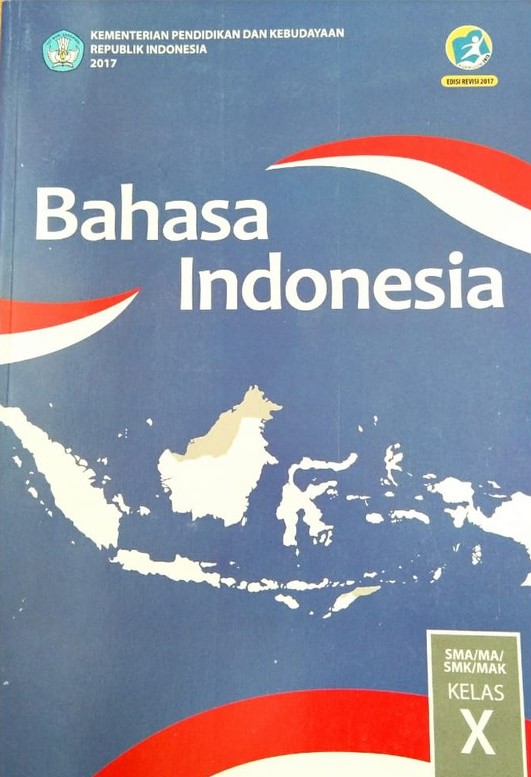 KEMENTERIAN PENDIDIKAN DAN KEBUDAYAAN
REPUBLIK INDONESIA
2017
EDISI REVISI 2017
Bahasa
Indonesia
SMA/MA/
SMK/MAK
KELAS
X